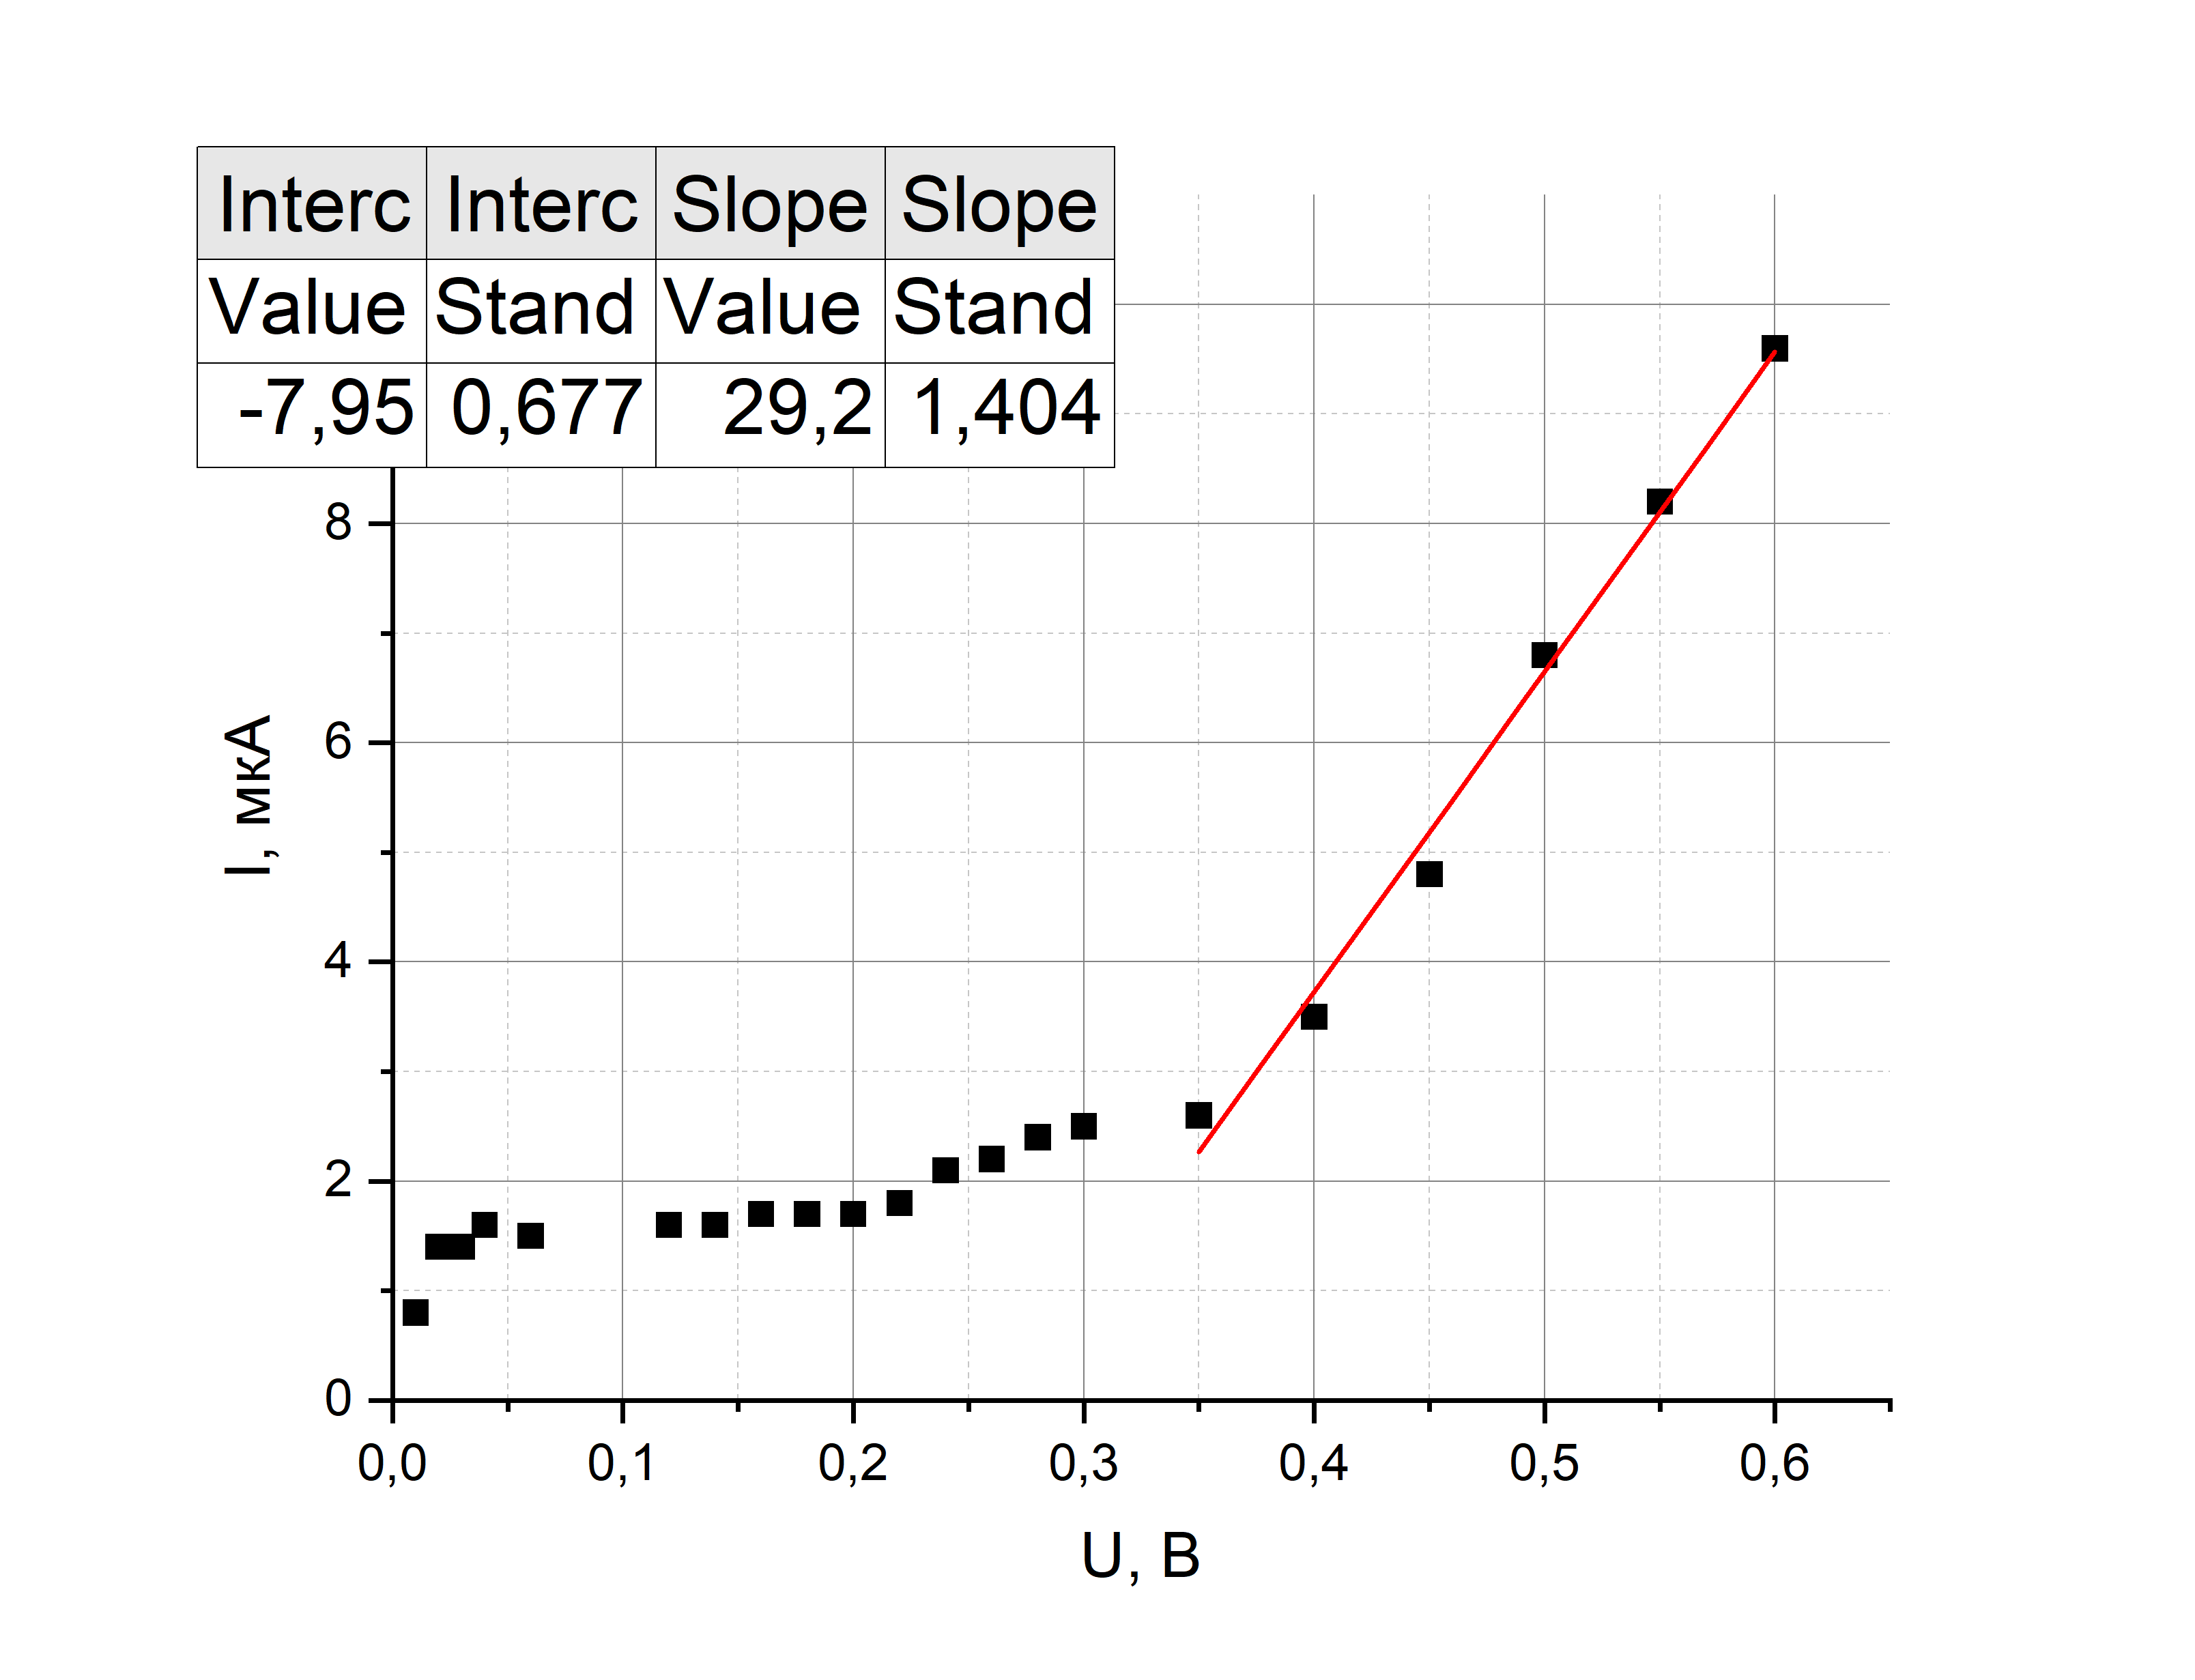 Interc Interc Slope Slope
Value Stand Value Stand
-7,95 0,677 29,2 1,404
8
6
4
2
0
I, мкА
0,0 0,1 0,2 0,3 0,4 0,5 0,6
U, В